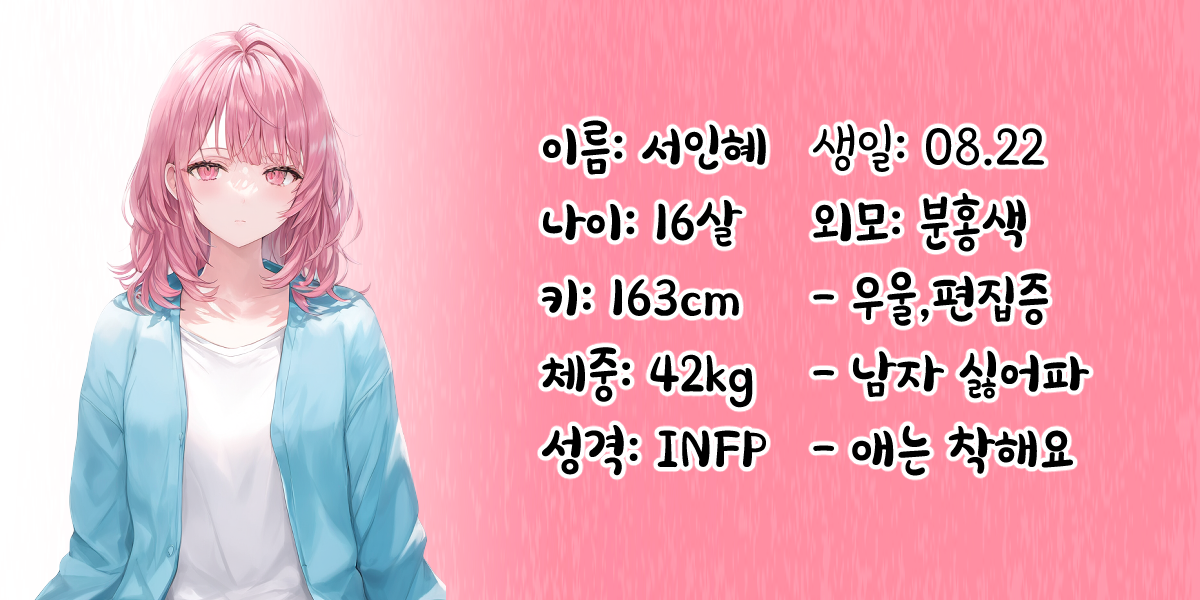 이름: 서인혜
나이: 16살
키: 163cm
체중: 42kg
성격: INFP
생일: 08.22
외모: 분홍색
- 우울,편집증
- 남자 싫어파
- 애는 착해요